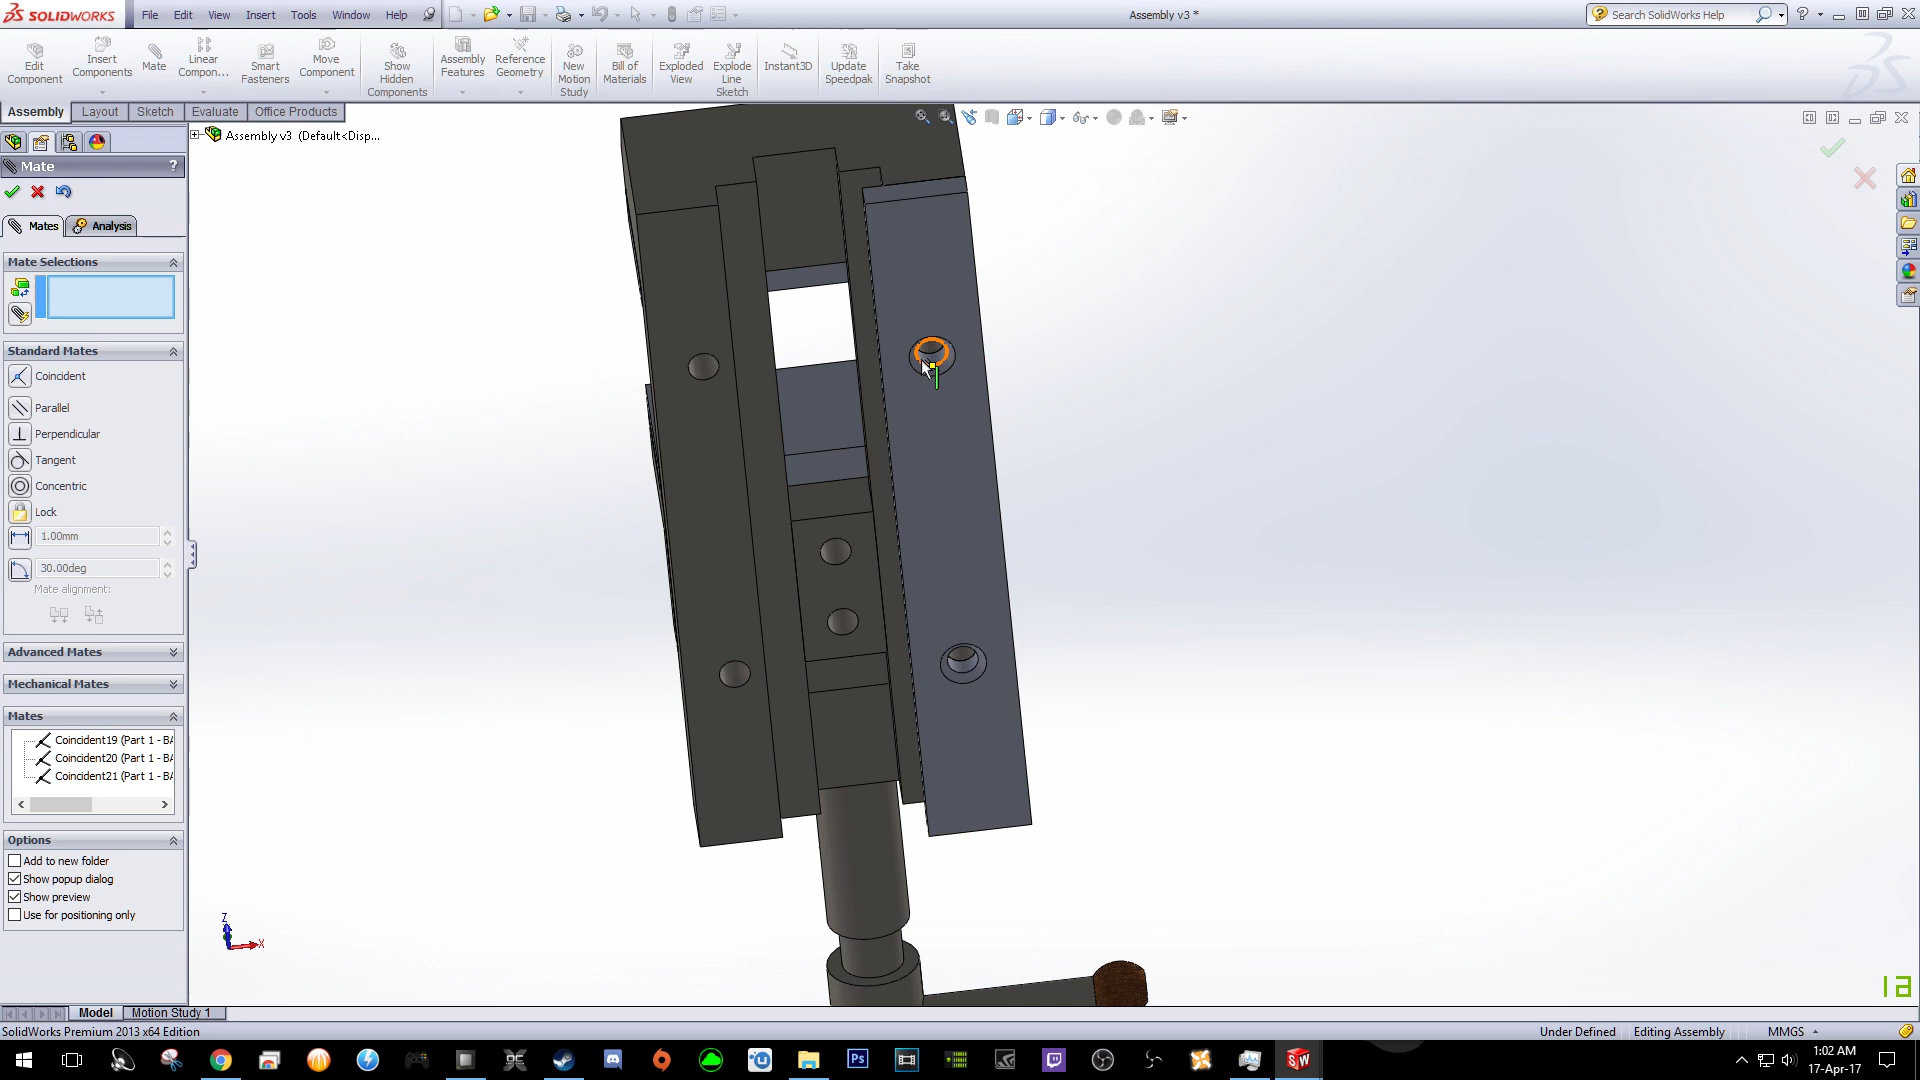 SOLIDWORKS File Edit View Insert Tools Window Help Assembly v3 * Search SolidWorks Help
Edit Component
Insert Components
Mate
Linear Compon...
Smart Fasteners
Move Component
Show Hidden Components
Assembly Features
Reference Geometry
New Motion Study
Bill of Materials
Exploded View
Explode Line Sketch
Instant3D
Update Speedpak
Take Snapshot
Assembly Layout Sketch Evaluate Office Products
Assembly v3 (Default<Disp...
Mate ?
Mates Analysis
Mate Selections
Standard Mates
Coincident
Parallel
Perpendicular
Tangent
Concentric
Lock
1.00mm
30.00deg
Mate alignment:
Advanced Mates
Mechanical Mates
Mates
Coincident19 (Part 1 - BA
Coincident20 (Part 1 - BA
Coincident21 (Part 1 - BA
Options
Add to new folder
Show popup dialog
Show preview
Use for positioning only
Z
X
12
Model Motion Study 1
SolidWorks Premium 2013 x64 Edition Under Defined Editing Assembly MMGS
Ps
SW
1:02 AM
17-Apr-17